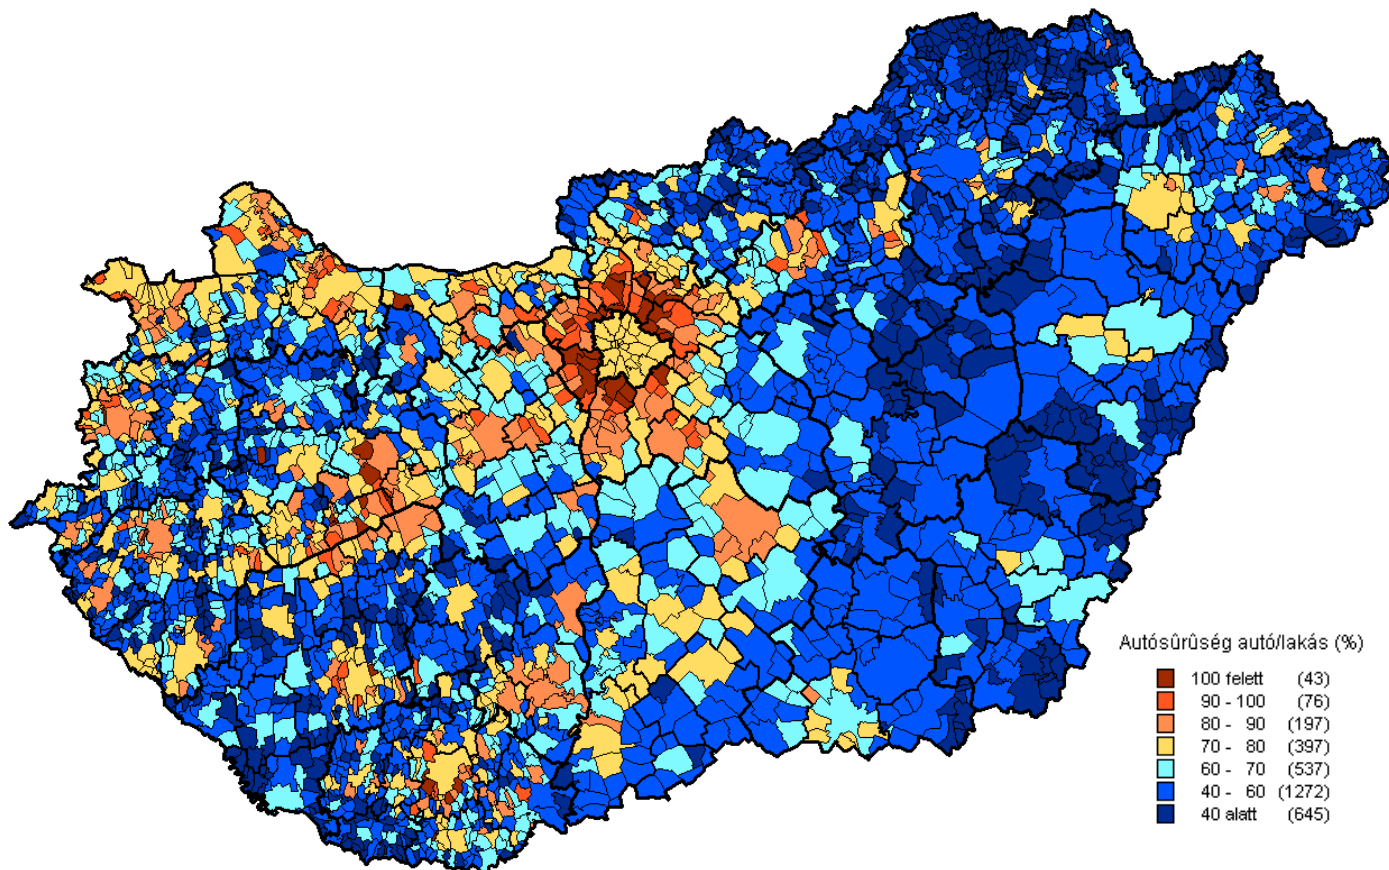 Autósûrûség autó/lakás (%)
100 felett (43)
90 - 100 (76)
80 - 90 (197)
70 - 80 (397)
60 - 70 (537)
40 - 60 (1272)
40 alatt (645)